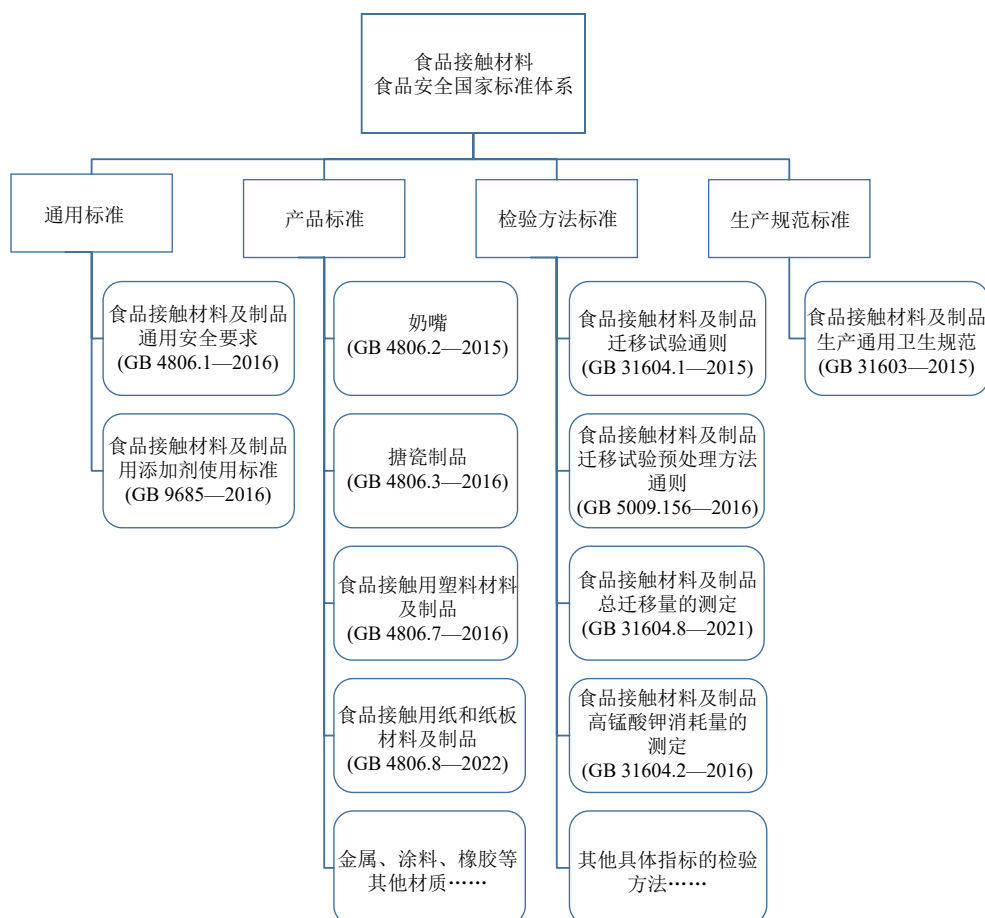 食品接触材料
食品安全国家标准体系
通用标准
产品标准
检验方法标准
生产规范标准
食品接触材料及制品
通用安全要求
(GB 4806.1—2016)
食品接触材料及制品
用添加剂使用标准
(GB 9685—2016)
奶嘴
(GB 4806.2—2015)
搪瓷制品
(GB 4806.3—2016)
食品接触用塑料材料
及制品
(GB 4806.7—2016)
食品接触用纸和纸板
材料及制品
(GB 4806.8—2022)
金属、涂料、橡胶等
其他材质……
食品接触材料及制品
迁移试验通则
(GB 31604.1—2015)
食品接触材料及制品
迁移试验预处理方法
通则
(GB 5009.156—2016)
食品接触材料及制品
总迁移量的测定
(GB 31604.8—2021)
食品接触材料及制品
高锰酸钾消耗量的
测定
(GB 31604.2—2016)
其他具体指标的检验
方法……
食品接触材料及制品
生产通用卫生规范
(GB 31603—2015)